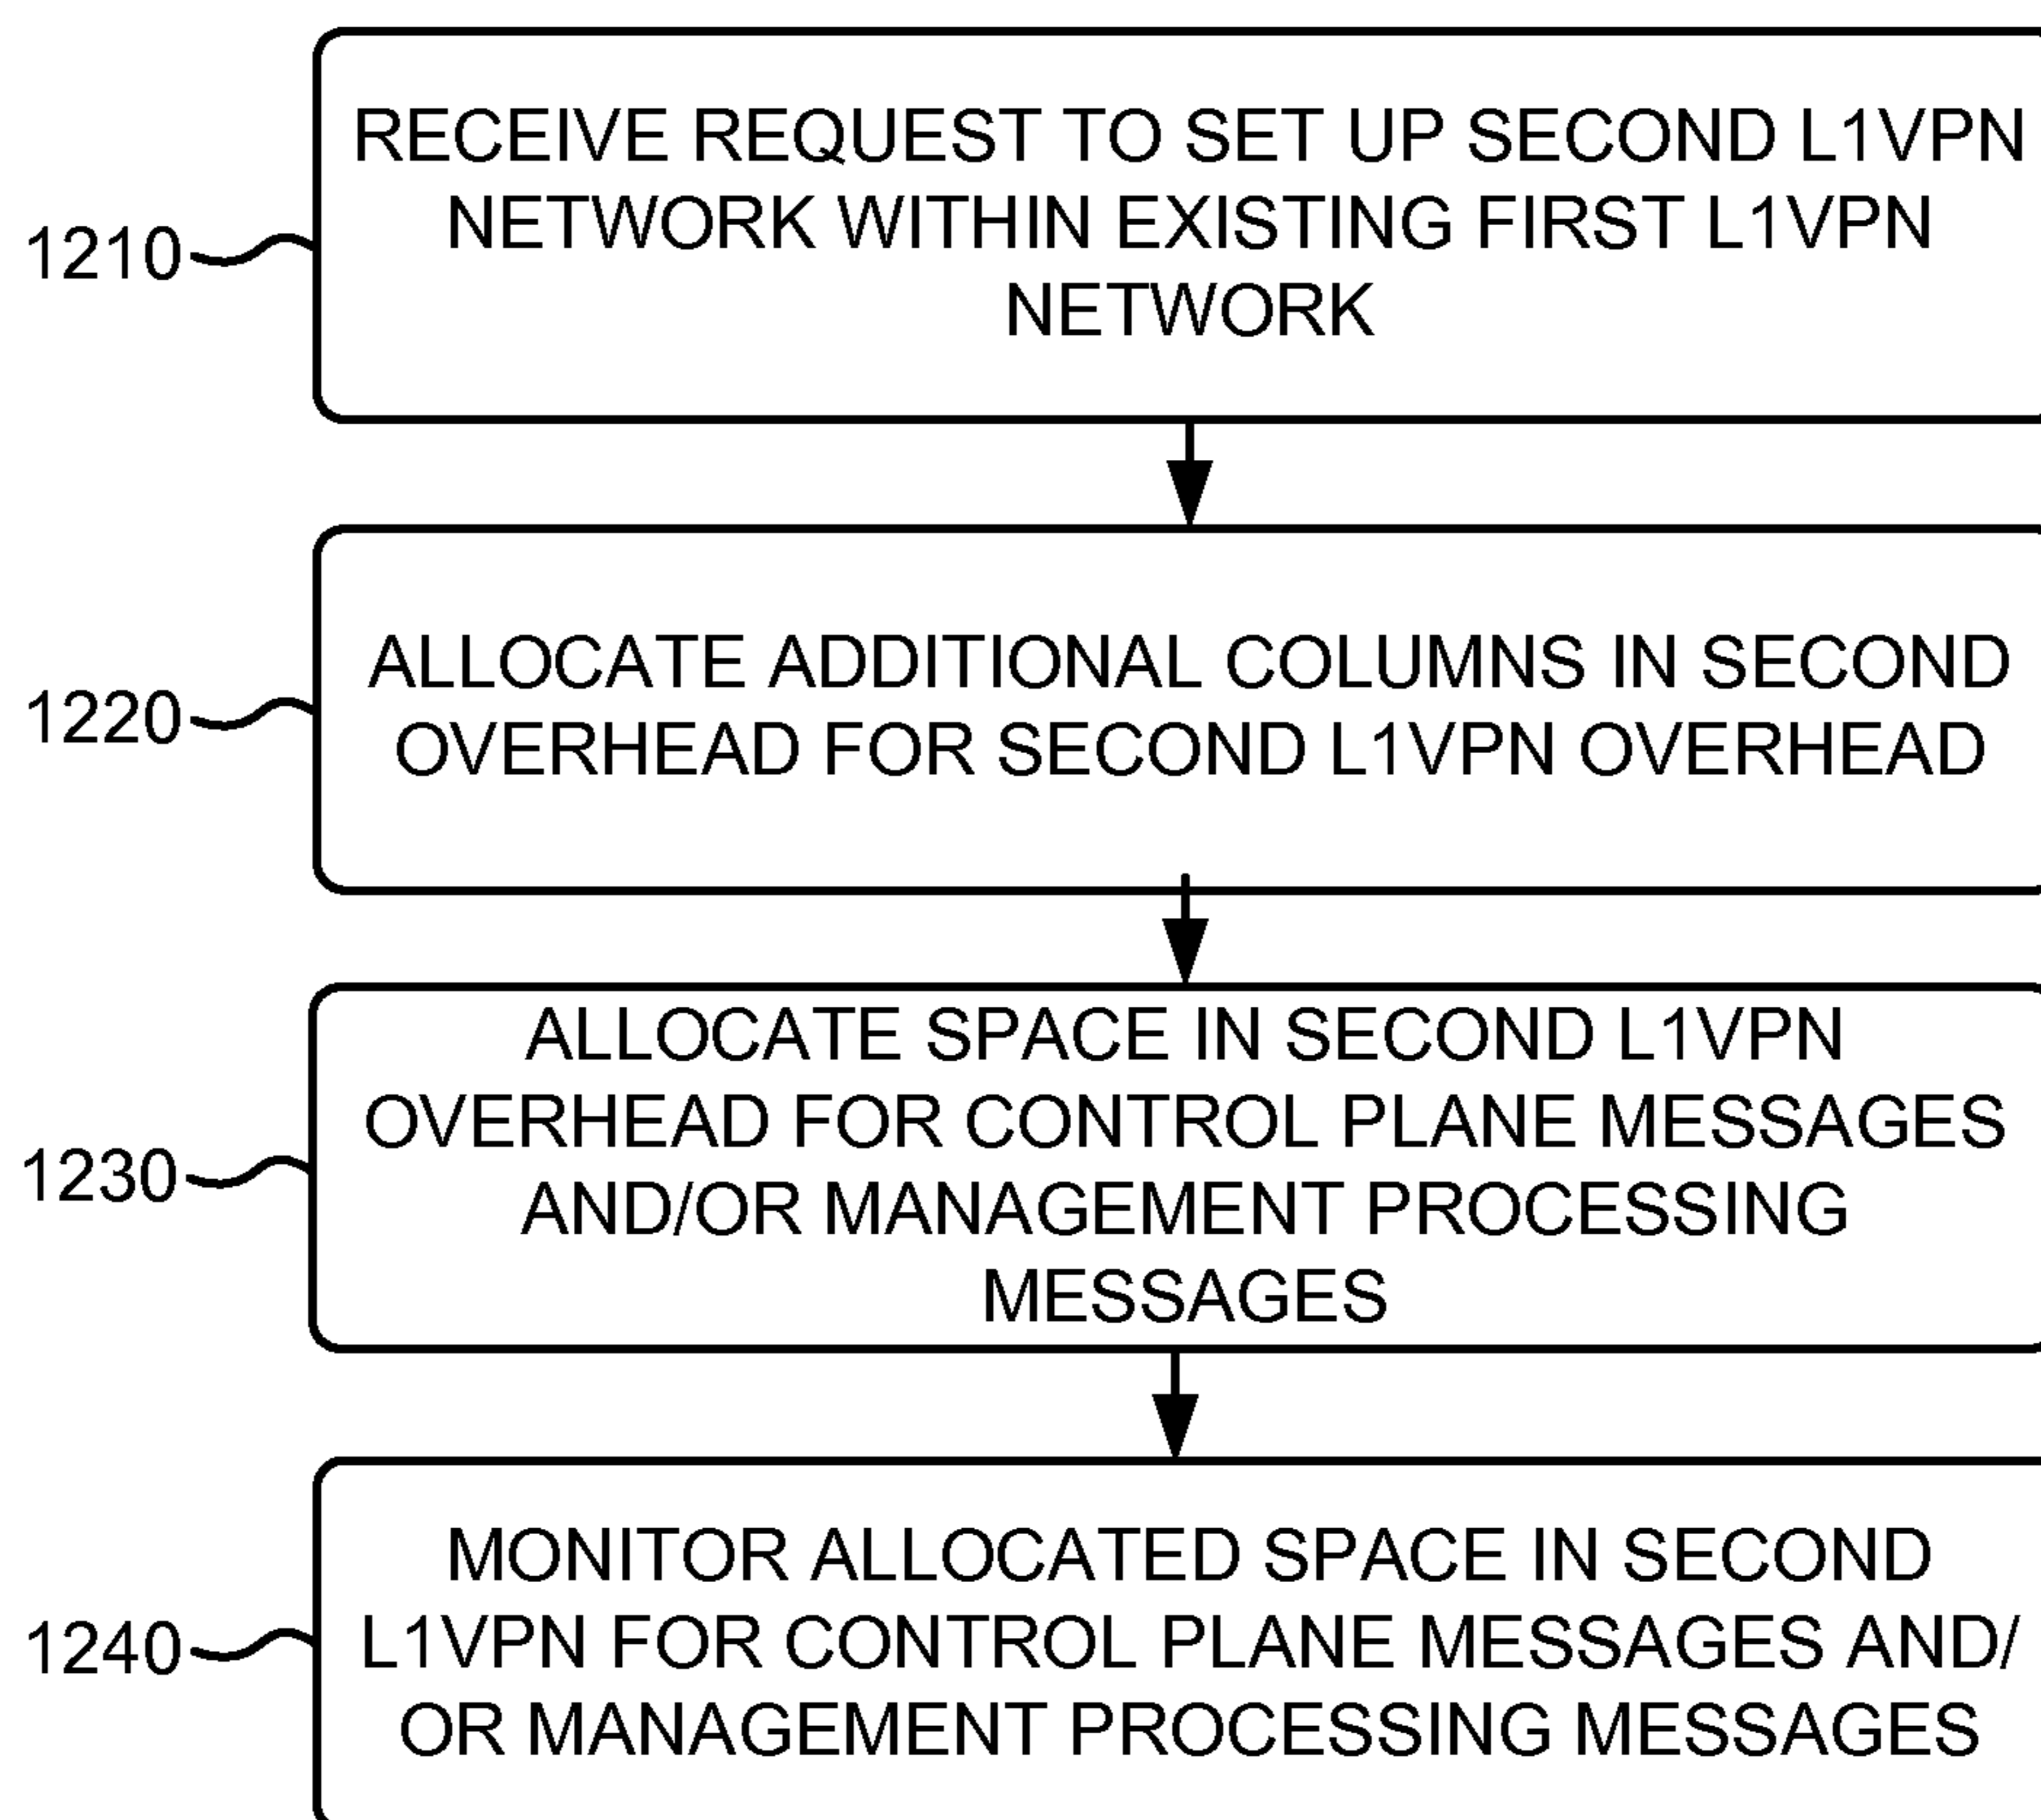 RECEIVE REQUEST TO SET UP SECOND L1VPN
NETWORK WITHIN EXISTING FIRST L1VPN
NETWORK
1210
ALLOCATE ADDITIONAL COLUMNS IN SECOND
OVERHEAD FOR SECOND L1VPN OVERHEAD
1220
ALLOCATE SPACE IN SECOND L1VPN
OVERHEAD FOR CONTROL PLANE MESSAGES
AND/OR MANAGEMENT PROCESSING
MESSAGES
1230
MONITOR ALLOCATED SPACE IN SECOND
L1VPN FOR CONTROL PLANE MESSAGES AND/
OR MANAGEMENT PROCESSING MESSAGES
1240